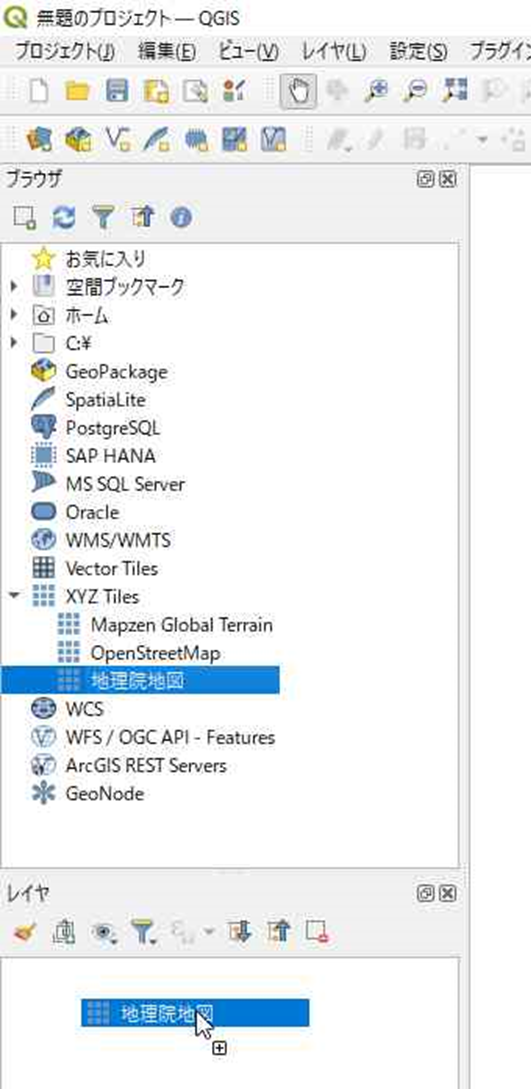 無題のプロジェクト — QGIS
プロジェクト(J) 編集(E) ビュー(V) レイヤ(L) 設定(S) プラグイン
ブラウザ
お気に入り
空間ブックマーク
ホーム
C:¥
GeoPackage
SpatiaLite
PostgreSQL
SAP HANA
MS SQL Server
Oracle
WMS/WMTS
Vector Tiles
XYZ Tiles
Mapzen Global Terrain
OpenStreetMap
地理院地図
WCS
WFS / OGC API - Features
ArcGIS REST Servers
GeoNode
レイヤ
地理院地図